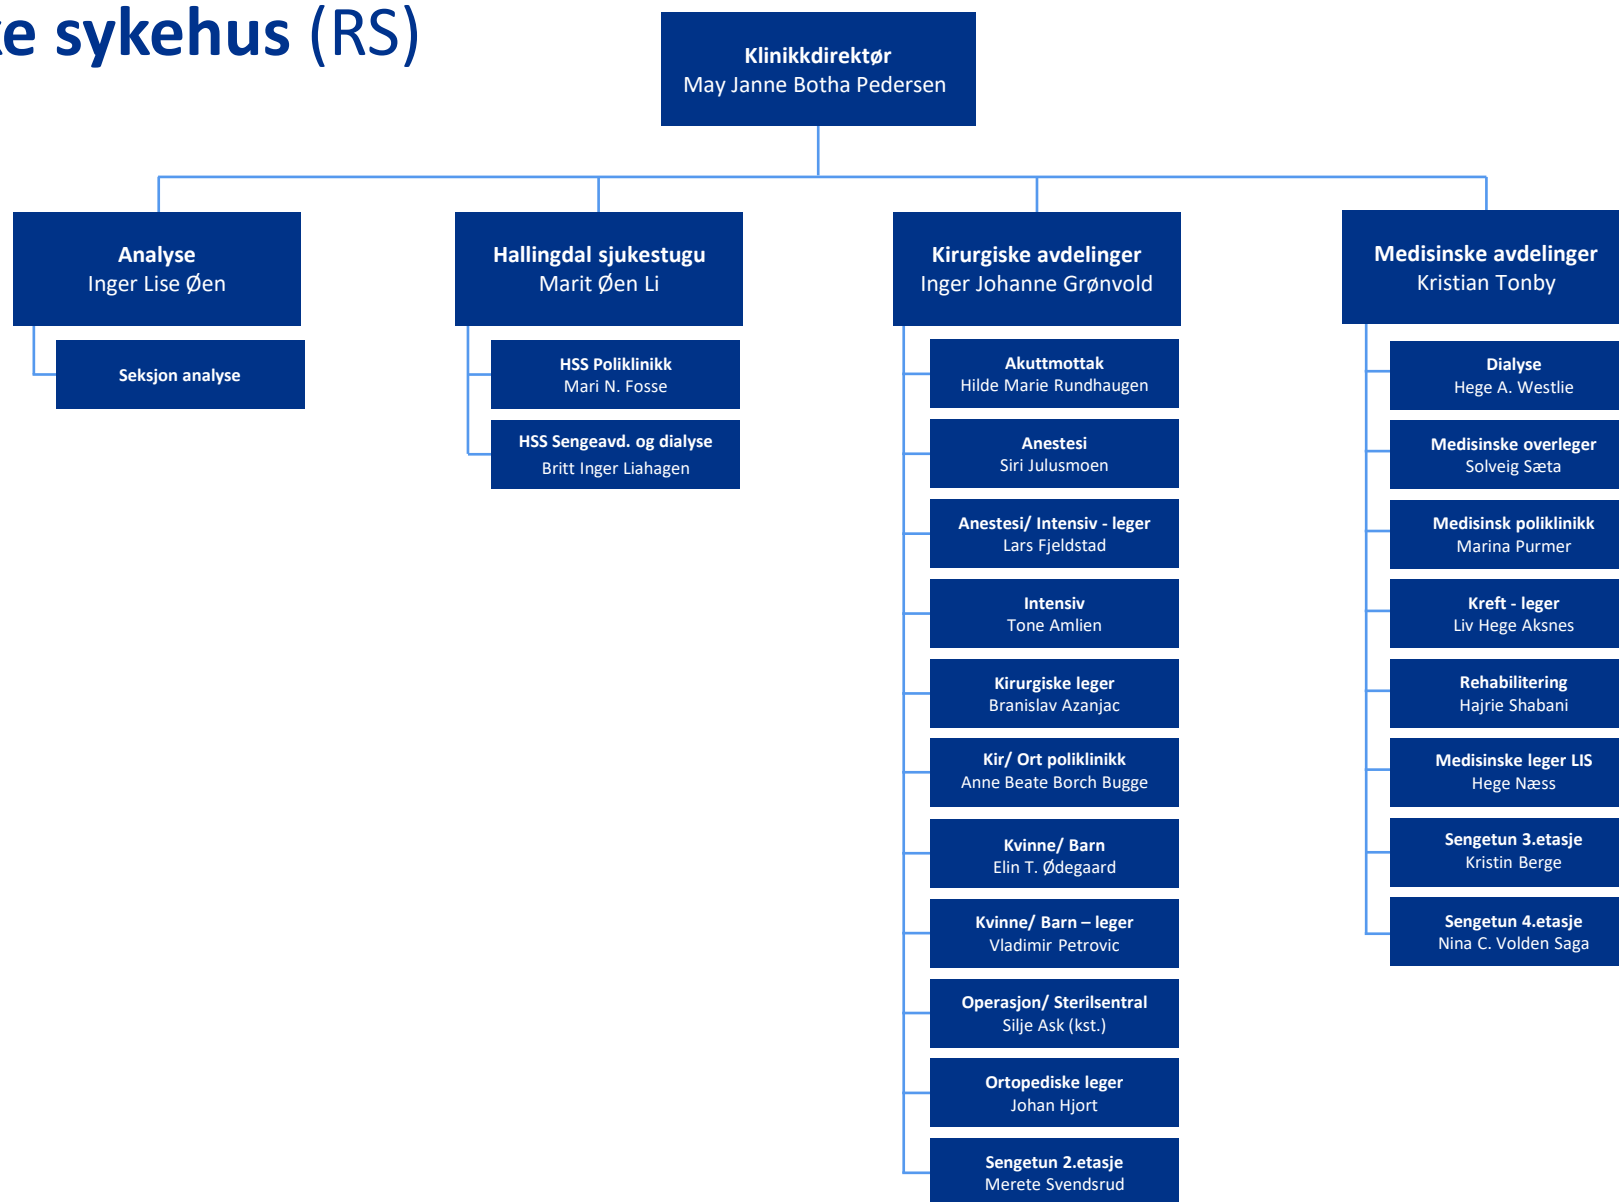 sykehus (RS)
Klinikkdirektør
May Janne Botha Pedersen
Analyse
Inger Lise Øen
Seksjon analyse
Hallingdal sjukestugu
Marit Øen Li
HSS Poliklinikk
Mari N. Fosse
HSS Sengeavd. og dialyse
Britt Inger Liahagen
Kirurgiske avdelinger
Inger Johanne Grønvold
Akuttmottak
Hilde Marie Rundhaugen
Anestesi
Siri Julusmoen
Anestesi/ Intensiv - leger
Lars Fjeldstad
Intensiv
Tone Amlien
Kirurgiske leger
Branislav Azanjac
Kir/ Ort poliklinikk
Anne Beate Borch Bugge
Kvinne/ Barn
Elin T. Ødegaard
Kvinne/ Barn – leger
Vladimir Petrovic
Operasjon/ Sterilsentral
Silje Ask (kst.)
Ortopediske leger
Johan Hjort
Sengetun 2.etasje
Merete Svendsrud
Medisinske avdelinger
Kristian Tonby
Dialyse
Hege A. Westlie
Medisinske overleger
Solveig Sæta
Medisinsk poliklinikk
Marina Purmer
Kreft - leger
Liv Hege Aksnes
Rehabilitering
Hajrie Shabani
Medisinske leger LIS
Hege Næss
Sengetun 3.etasje
Kristin Berge
Sengetun 4.etasje
Nina C. Volden Saga